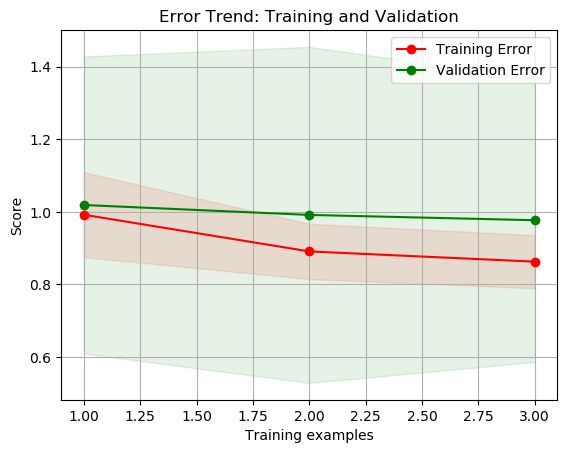 Error Trend: Training and Validation
Training Error
Validation Error
1.4
1.2
1.0
0.8
0.6
Score
1.00 1.25 1.50 1.75 2.00 2.25 2.50 2.75 3.00
Training examples